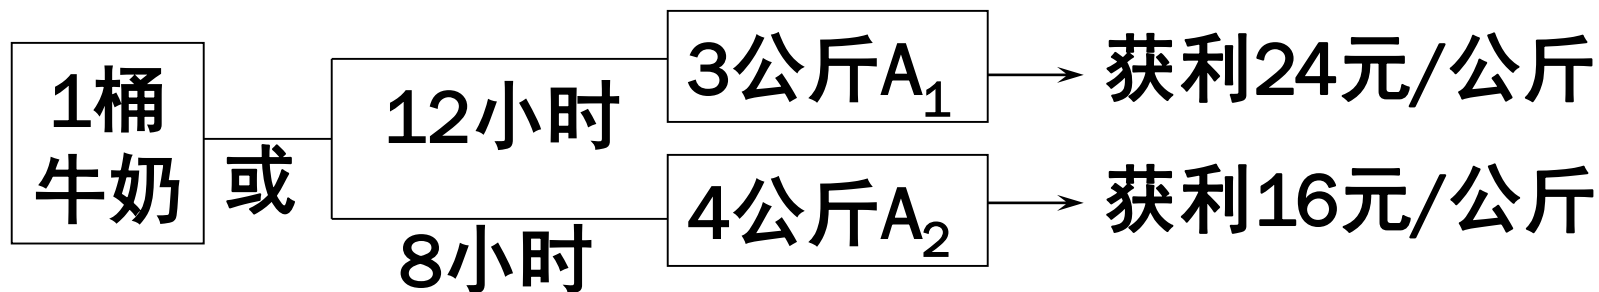 1桶
牛奶
或
12小时
8小时
3公斤A₁
获利24元/公斤
4公斤A₂
获利16元/公斤